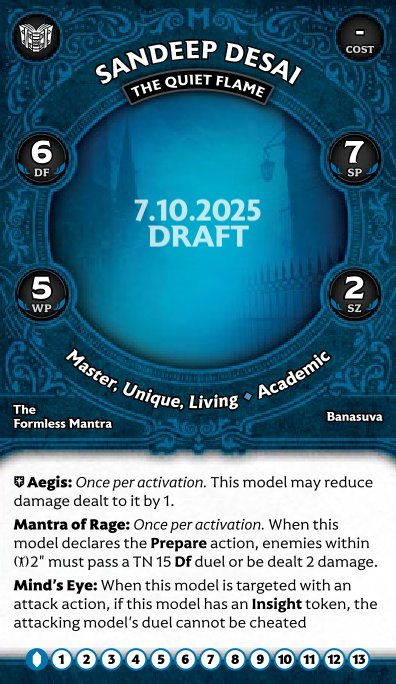 -
COST
SANDEEP DESAI
THE QUIET FLAME
6
DF
7
SP
7.10.2025
DRAFT
5
WP
2
SZ
Master, Unique, Living ⬥ Academic
The
Formless Mantra
Banasuva
Aegis: Once per activation. This model may reduce
damage dealt to it by 1.
Mantra of Rage: Once per activation. When this
model declares the Prepare action, enemies within
2" must pass a TN 15 Df duel or be dealt 2 damage.
Mind's Eye: When this model is targeted with an
attack action, if this model has an Insight token, the
attacking model's duel cannot be cheated
1 2 3 4 5 6 7 8 9 10 11 12 13